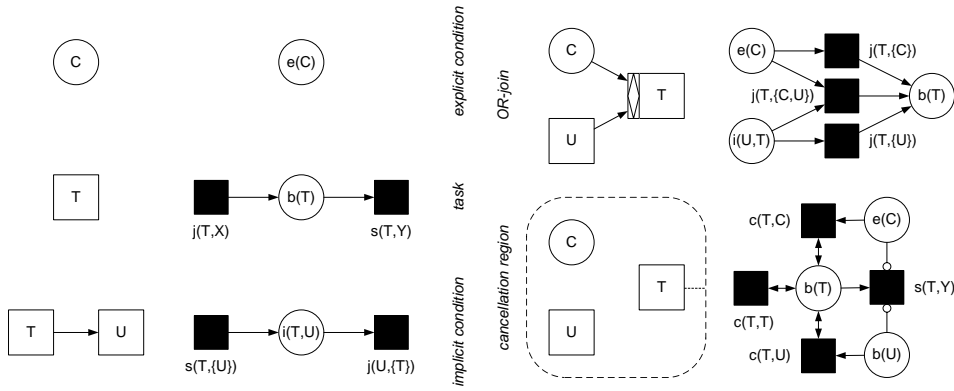 C
e(C)
explicit condition
T
j(T,X)
b(T)
s(T,Y)
task
T
U
s(T,{U})
i(T,U)
j(U,{T})
implicit condition
OR-join
C
T
U
e(C)
j(T,{C})
j(T,{C,U})
b(T)
i(U,T)
j(T,{U})
cancellation region
C
T
U
c(T,C)
e(C)
b(T)
s(T,Y)
c(T,T)
c(T,U)
b(U)